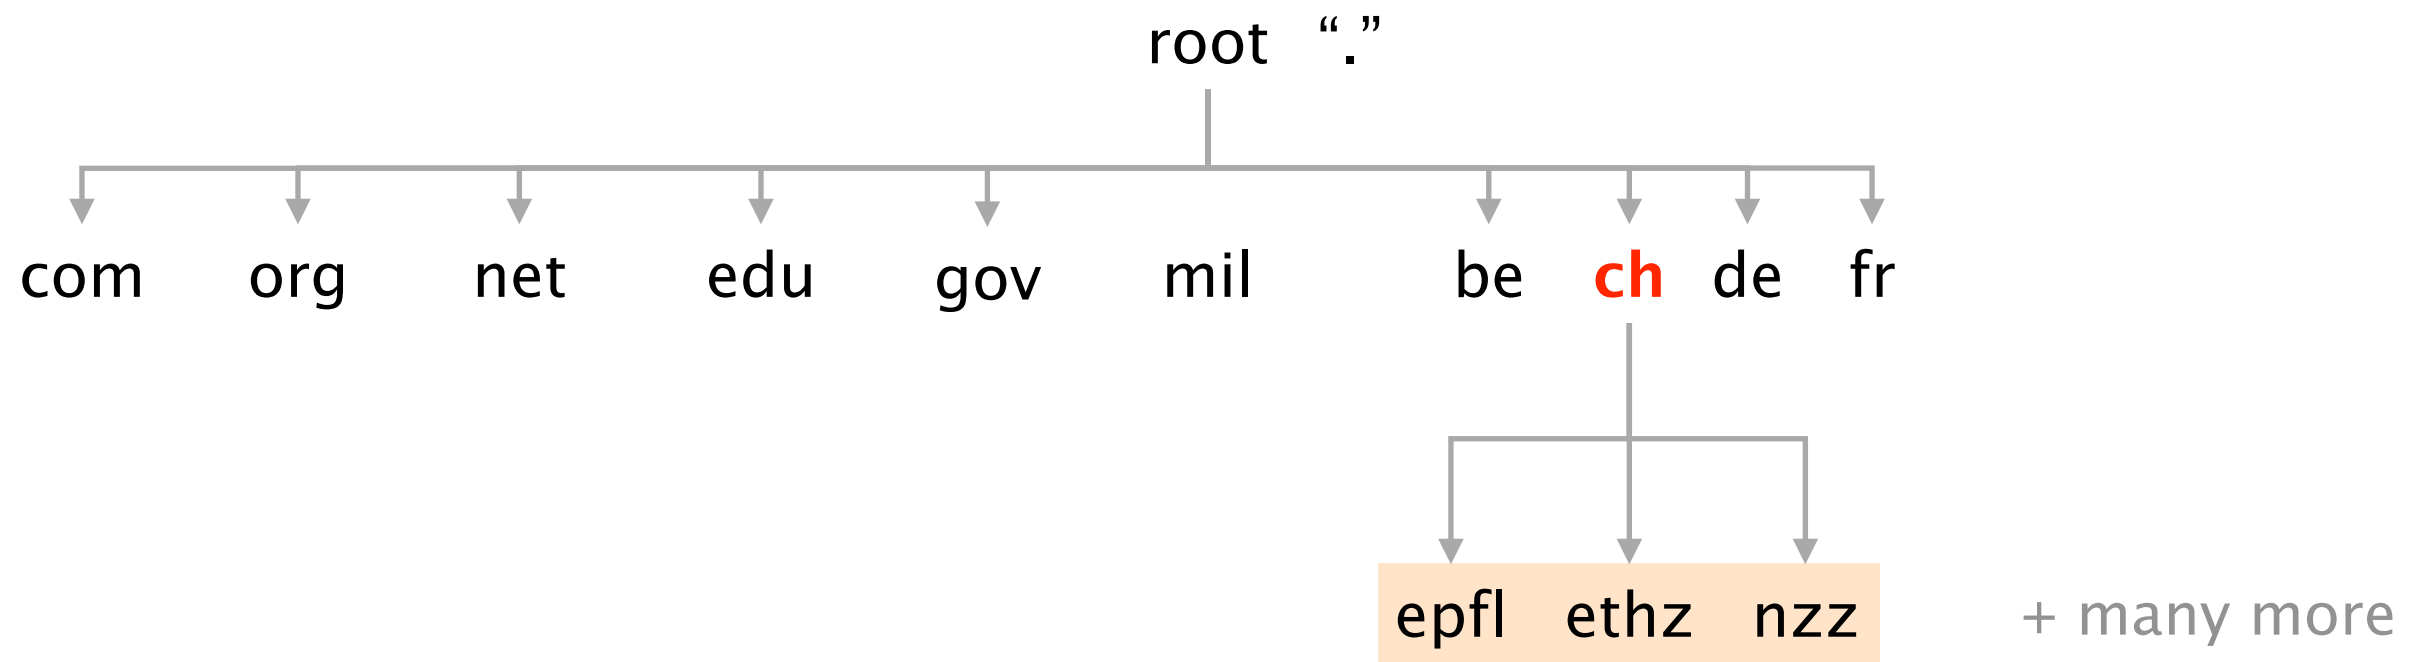 root “.”
com org net edu gov mil be ch de fr
epfl ethz nzz + many more